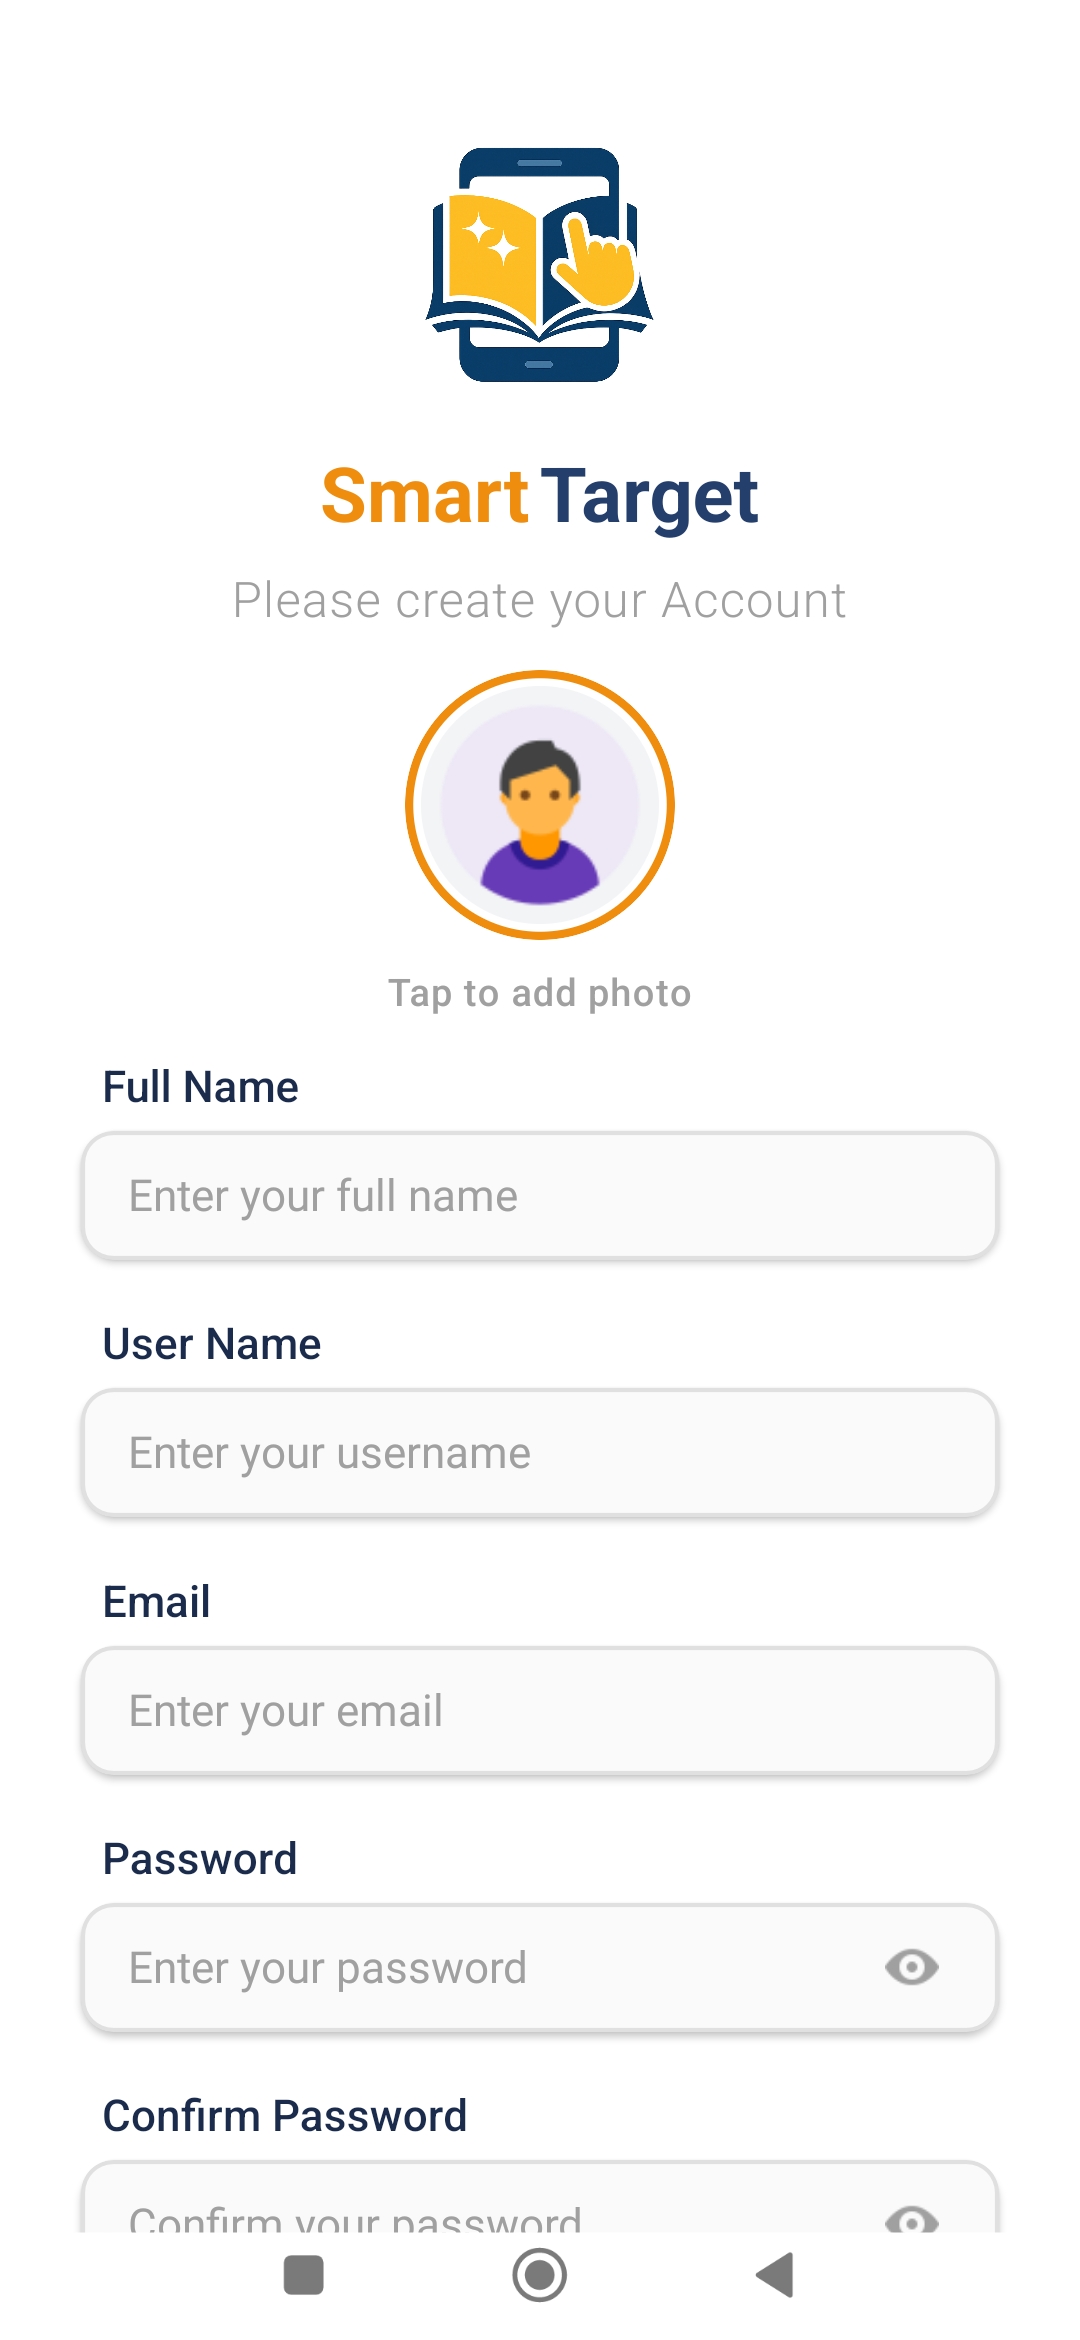 Smart Target
Please create your Account
Tap to add photo
Full Name
Enter your full name
User Name
Enter your username
Email
Enter your email
Password
Enter your password
Confirm Password
Confirm your password